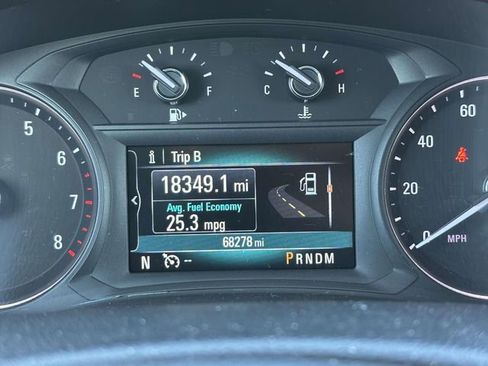 E F
C H
Trip B
18349.1 mi
Avg. Fuel Economy
25.3 mpg
68278 mi
N -- PRNDM
6
7
8
60
40
20
0
MPH